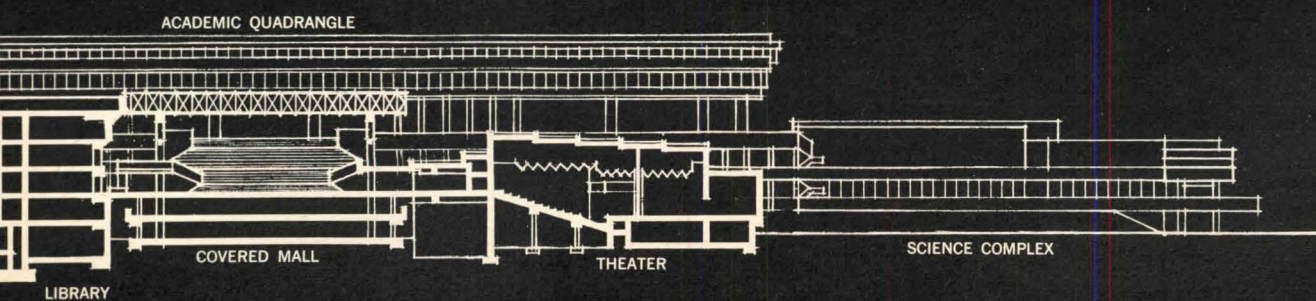 ACADEMIC QUADRANGLE
COVERED MALL
THEATER
SCIENCE COMPLEX
LIBRARY